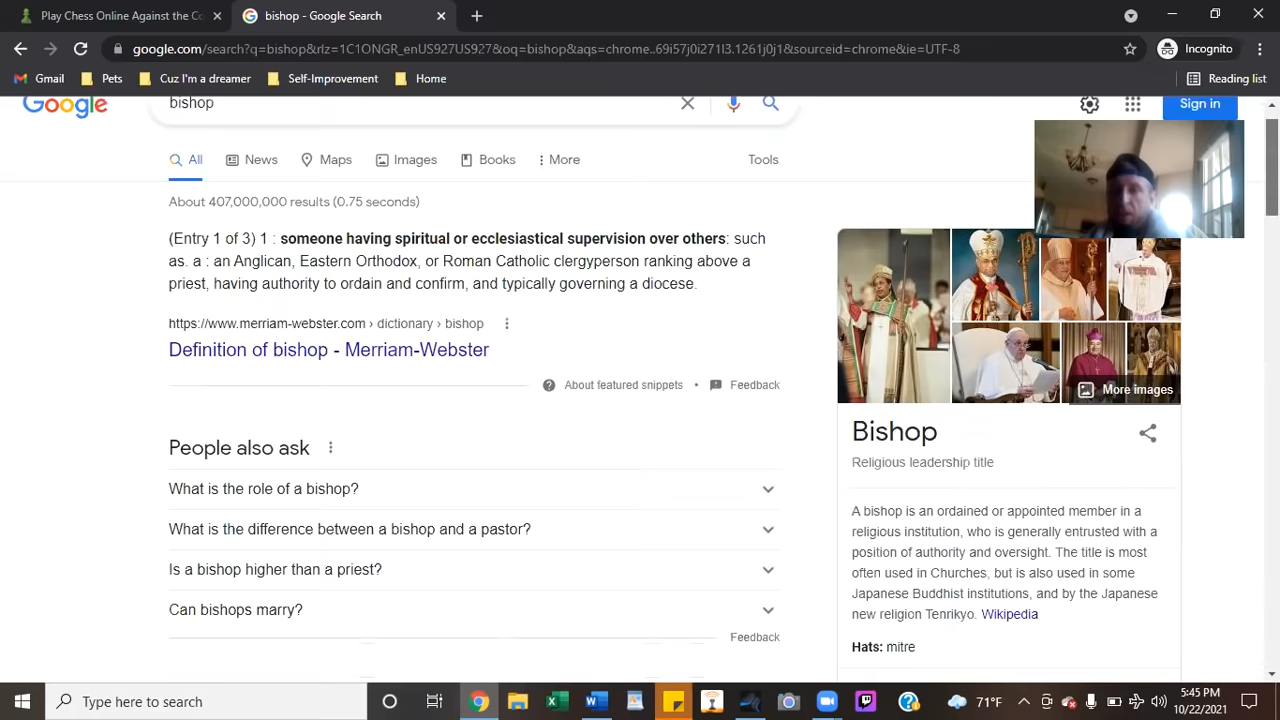 Play Chess Online Against the Co
bishop - Google Search
google.com/search?q=bishop&rlz=1C1ONGR_enUS927US927&oq=bishop&aqs=chrome..69i57j0i271l3.1261j0j1&sourceid=chrome&ie=UTF-8
Incognito
Gmail Pets Cuz I'm a dreamer Self-Improvement Home Reading list
Google
bishop
Sign in
All News Maps Images Books More Tools
About 407,000,000 results (0.75 seconds)
(Entry 1 of 3) 1 : someone having spiritual or ecclesiastical supervision over others: such
as. a : an Anglican, Eastern Orthodox, or Roman Catholic clergyperson ranking above a
priest, having authority to ordain and confirm, and typically governing a diocese.
https://www.merriam-webster.com › dictionary › bishop
Definition of bishop - Merriam-Webster
About featured snippets • Feedback
People also ask
What is the role of a bishop?
What is the difference between a bishop and a pastor?
Is a bishop higher than a priest?
Can bishops marry?
Feedback
More images
Bishop
Religious leadership title
A bishop is an ordained or appointed member in a
religious institution, who is generally entrusted with a
position of authority and oversight. The title is most
often used in Churches, but is also used in some
Japanese Buddhist institutions, and by the Japanese
new religion Tenrikyo. Wikipedia
Hats: mitre
Type here to search
71°F
5:45 PM
10/22/2021